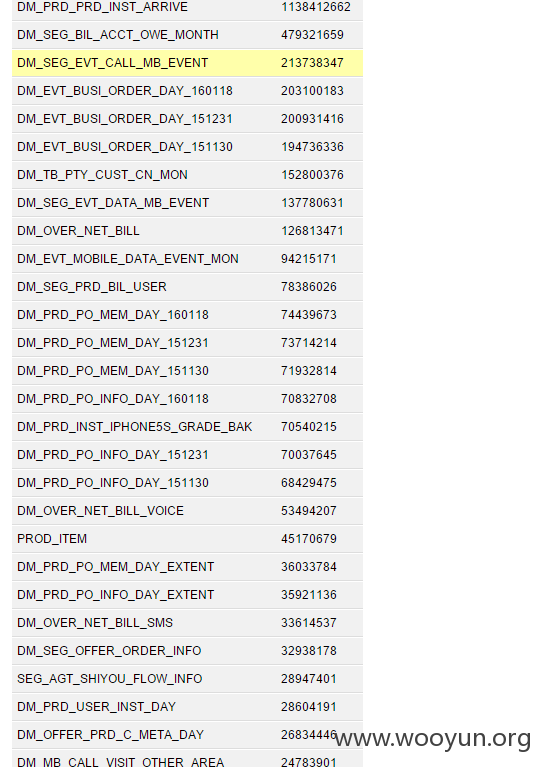 DM_PRD_PRD_INST_ARRIVE 1138412662
DM_SEG_BIL_ACCT_OWE_MONTH 479321659
DM_SEG_EVT_CALL_MB_EVENT 213738347
DM_EVT_BUSI_ORDER_DAY_160118 203100183
DM_EVT_BUSI_ORDER_DAY_151231 200931416
DM_EVT_BUSI_ORDER_DAY_151130 194736336
DM_TB_PTY_CUST_CN_MON 152800376
DM_SEG_EVT_DATA_MB_EVENT 137780631
DM_OVER_NET_BILL 126813471
DM_EVT_MOBILE_DATA_EVENT_MON 94215171
DM_SEG_PRD_BIL_USER 78386026
DM_PRD_PO_MEM_DAY_160118 74439673
DM_PRD_PO_MEM_DAY_151231 73714214
DM_PRD_PO_MEM_DAY_151130 71932814
DM_PRD_PO_INFO_DAY_160118 70832708
DM_PRD_INST_IPHONE5S_GRADE_BAK 70540215
DM_PRD_PO_INFO_DAY_151231 70037645
DM_PRD_PO_INFO_DAY_151130 68429475
DM_OVER_NET_BILL_VOICE 53494207
PROD_ITEM 45170679
DM_PRD_PO_MEM_DAY_EXTENT 36033784
DM_PRD_PO_INFO_DAY_EXTENT 35921136
DM_OVER_NET_BILL_SMS 33614537
DM_SEG_OFFER_ORDER_INFO 32938178
SEG_AGT_SHIYOU_FLOW_INFO 28947401
DM_PRD_USER_INST_DAY 28604191
DM_OFFER_PRD_C_META_DAY 26834446
www.wooyun.org
DM_MB_CALL_VISIT_OTHER_AREA 24783901